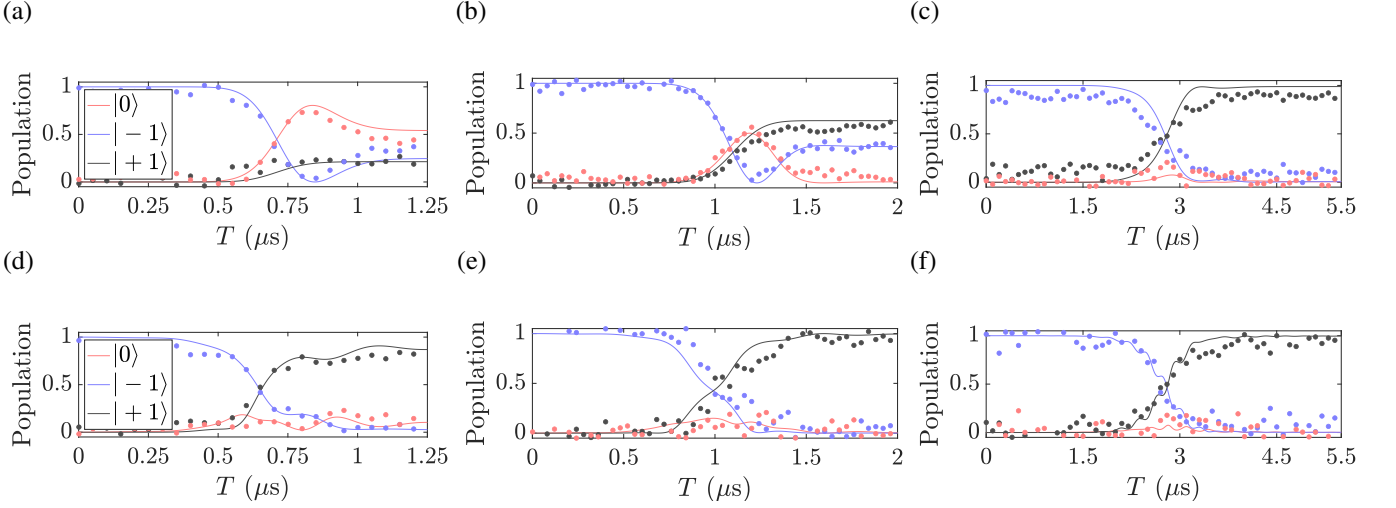 (a)
Population
1
0.5
0
|0⟩
|−1⟩
|+1⟩
0 0.25 0.5 0.75 1 1.25
T (μs)
(b)
Population
1
0.5
0
0 0.5 1 1.5 2
T (μs)
(c)
Population
1
0.5
0
0 1.5 3 4.5 5.5
T (μs)
(d)
Population
1
0.5
0
|0⟩
|−1⟩
|+1⟩
0 0.25 0.5 0.75 1 1.25
T (μs)
(e)
Population
1
0.5
0
0 0.5 1 1.5 2
T (μs)
(f)
Population
1
0.5
0
0 1.5 3 4.5 5.5
T (μs)